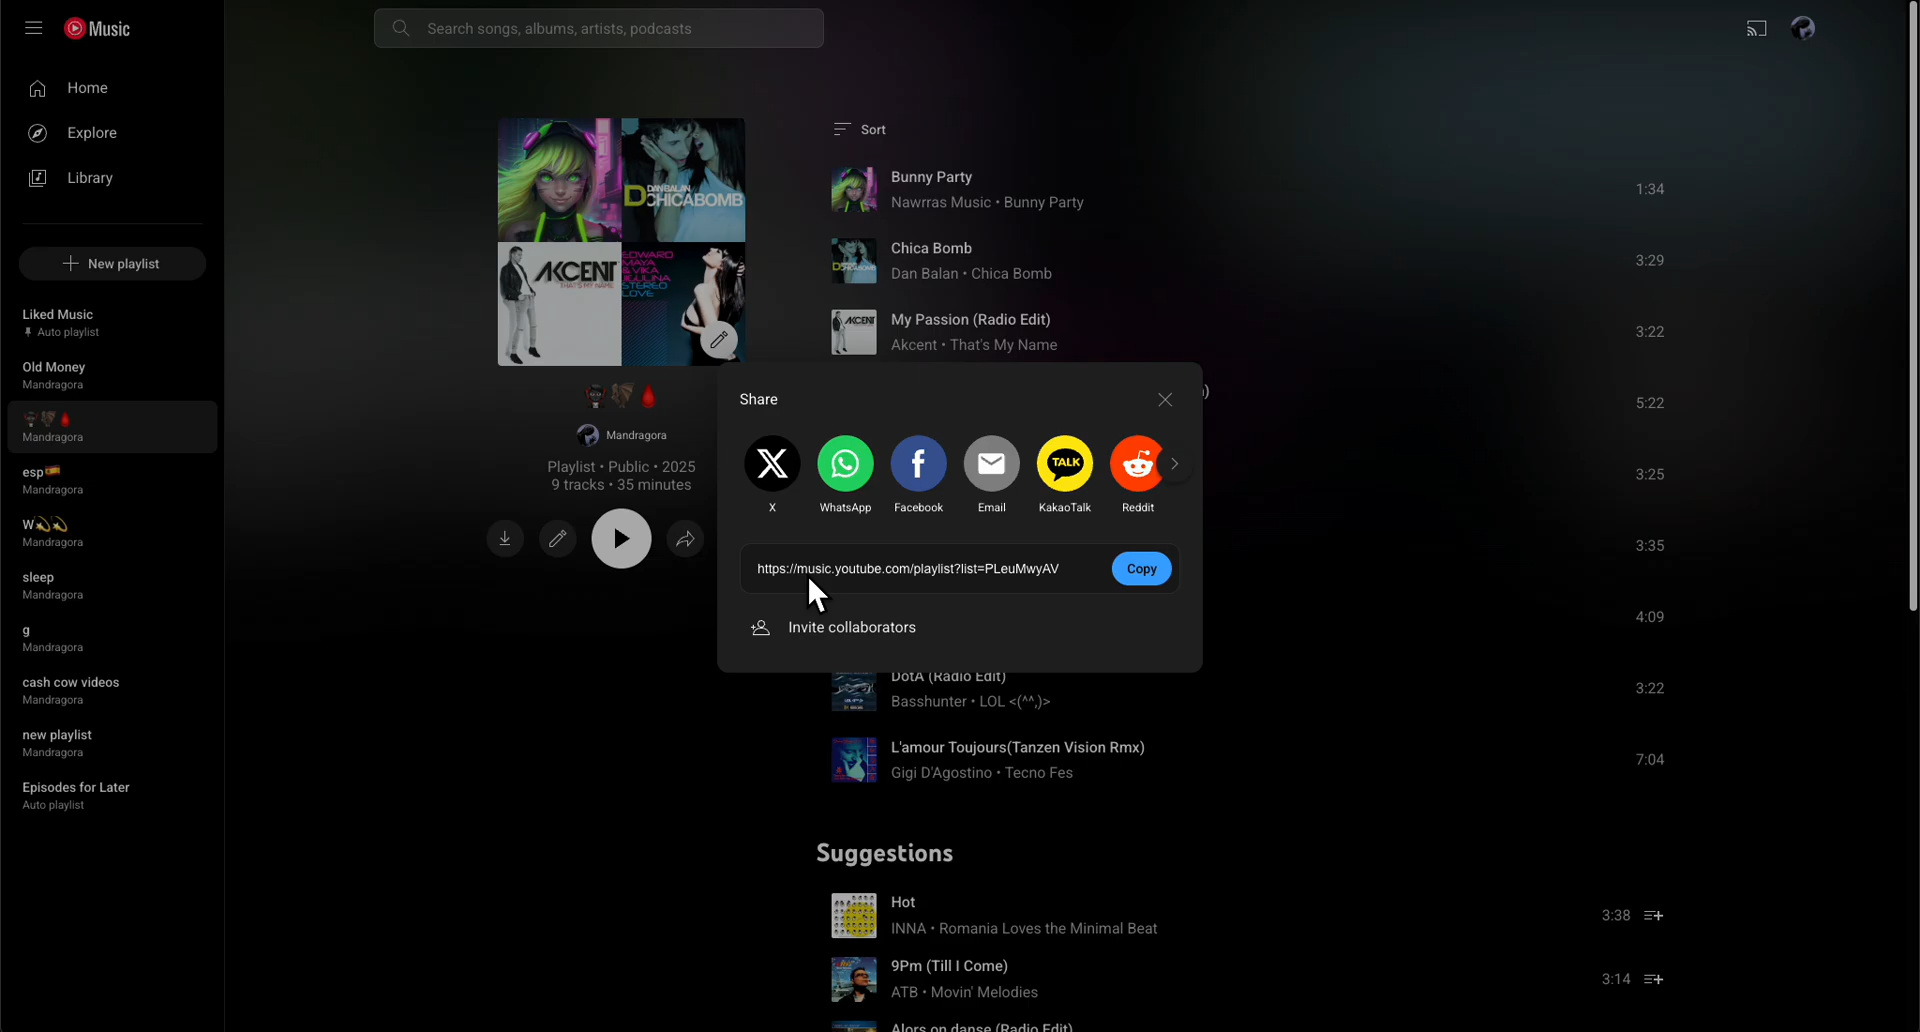 Music
Search songs, albums, artists, podcasts
Home
Explore
Library
New playlist
Liked Music
Auto playlist
Old Money
Mandragora
Mandragora
esp🇪🇸
Mandragora
W💫💫
Mandragora
sleep
Mandragora
g
Mandragora
cash cow videos
Mandragora
new playlist
Mandragora
Episodes for Later
Auto playlist
DAN BALAN
CHICABOMB
AKCENT
THAT'S MY NAME
EDWARD
MAYA
& VIKA
JIGULINA
STEREO
LOVE
Mandragora
Playlist • Public • 2025
9 tracks • 35 minutes
Sort
Bunny Party
Nawrras Music • Bunny Party
1:34
Chica Bomb
Dan Balan • Chica Bomb
3:29
My Passion (Radio Edit)
Akcent • That's My Name
3:22
)
5:22
3:25
3:35
4:09
Share
X
WhatsApp
Facebook
Email
TALK
KakaoTalk
Reddit
https://music.youtube.com/playlist?list=PLeuMwyAV
Copy
Invite collaborators
DotA (Radio Edit)
Basshunter • LOL <(^^,)>
3:22
L'amour Toujours(Tanzen Vision Rmx)
Gigi D'Agostino • Tecno Fes
7:04
Suggestions
Hot
INNA • Romania Loves the Minimal Beat
3:38
9Pm (Till I Come)
ATB • Movin' Melodies
3:14
Alors on danse (Radio Edit)